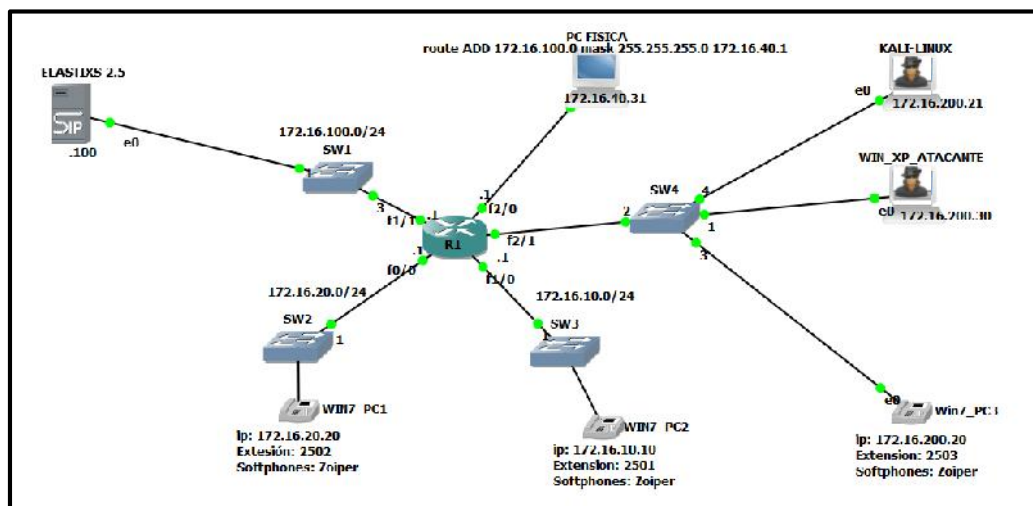 PC FISICA
route ADD 172.16.100.0 mask 255.255.255.0 172.16.40.1
172.16.40.31
KALI-LINUX
e0
172.16.200.21
ELASTIXS 2.5
SIP
.100
e0
172.16.100.0/24
SW1
1
3
f1/1
.1
.1
f2/0
R1
f2/1
.1
f0/0
.1
f1/0
WIN_XP_ATACANTE
e0
172.16.200.30
SW4
4
2
1
3
172.16.20.0/24
SW2
1
172.16.10.0/24
SW3
1
WIN7_PC1
ip: 172.16.20.20
Extesión: 2502
Softphones: Zoiper
WIN7_PC2
ip: 172.16.10.10
Extension: 2501
Softphones: Zoiper
e0
Win7_PC3
ip: 172.16.200.20
Extension: 2503
Softphones: Zoiper